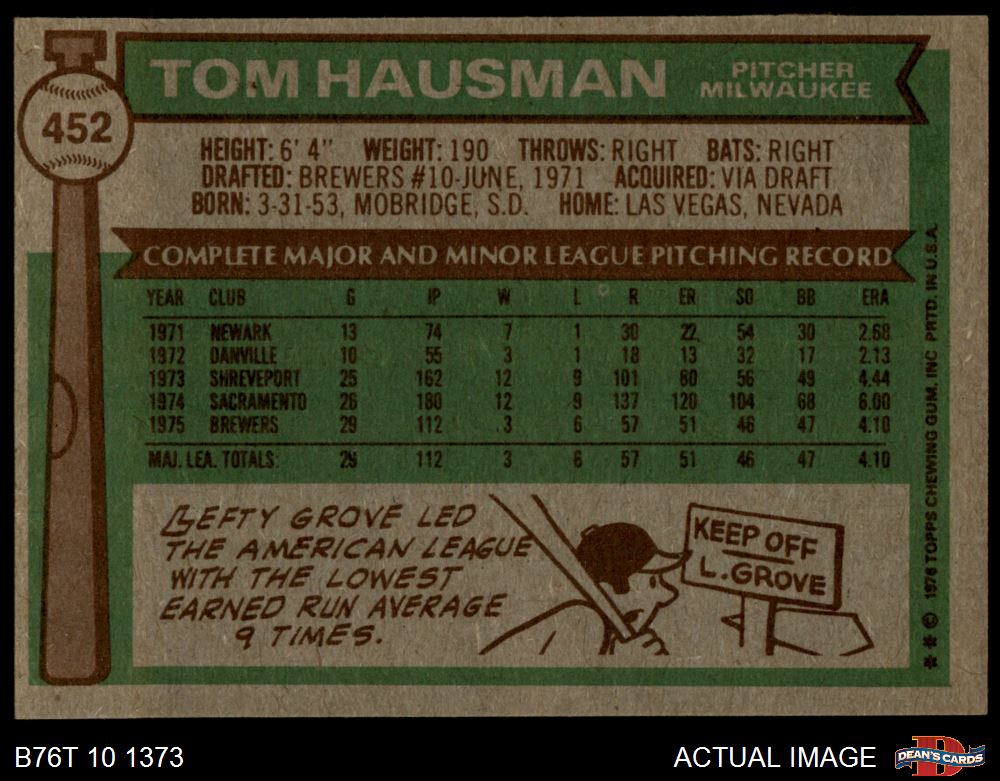 452
TOM HAUSMAN
PITCHER
MILWAUKEE
HEIGHT: 6' 4" WEIGHT: 190 THROWS: RIGHT BATS: RIGHT
DRAFTED: BREWERS #10-JUNE, 1971 ACQUIRED: VIA DRAFT
BORN: 3-31-53, MOBRIDGE, S.D. HOME: LAS VEGAS, NEVADA
COMPLETE MAJOR AND MINOR LEAGUE PITCHING RECORD
YEAR CLUB G IP W L R ER SO BB ERA
1971 NEWARK 13 74 7 1 30 22 54 30 2.68
1972 DANVILLE 10 55 3 1 18 13 32 17 2.13
1973 SHREVEPORT 25 162 12 9 101 80 56 49 4.44
1974 SACRAMENTO 26 180 12 9 137 120 104 68 6.00
1975 BREWERS 29 112 3 6 57 51 46 47 4.10
MAJ. LEA. TOTALS: 29 112 3 6 57 51 46 47 4.10
LEFTY GROVE LED
THE AMERICAN LEAGUE
WITH THE LOWEST
EARNED RUN AVERAGE
9 TIMES.
KEEP OFF
L. GROVE
** © 1976 TOPPS CHEWING GUM, INC PRTD. IN U.S.A.
B76T 10 1373
ACTUAL IMAGE
D
DEAN'S CARDS